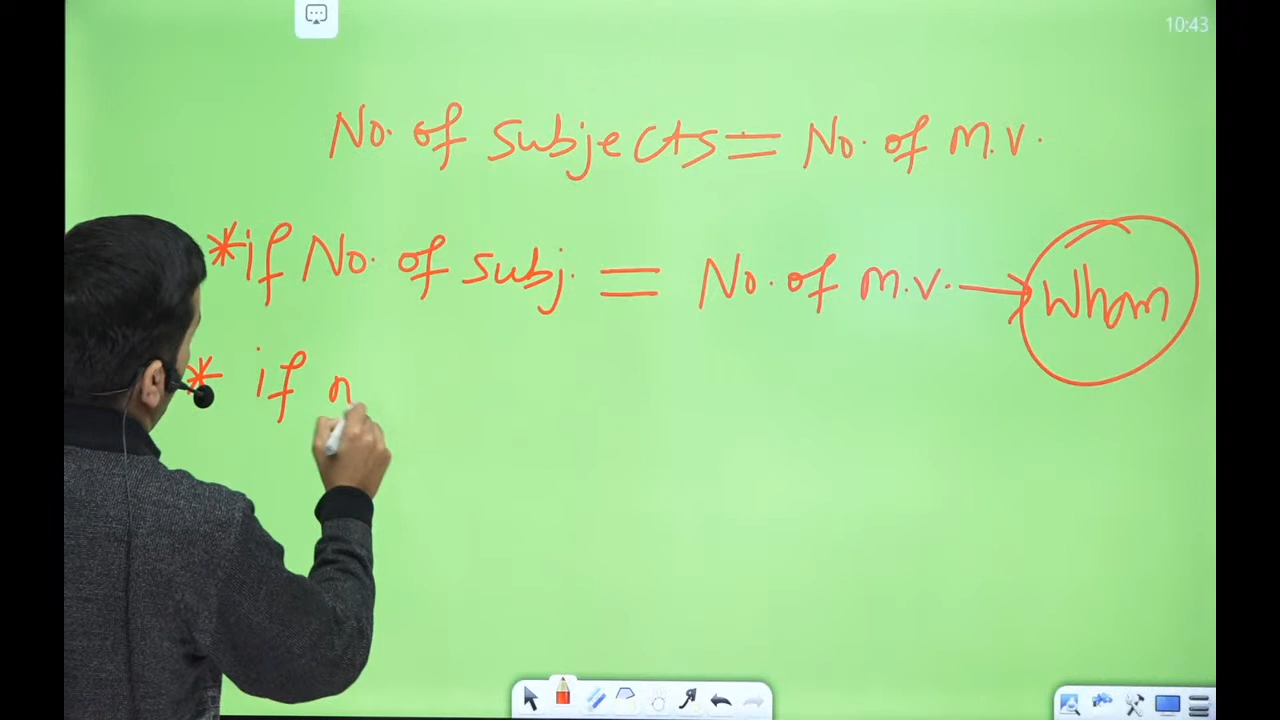 10:43
No. of subjects = No. of m.v.
*if No. of subj. = No. of m.v. → Whom
* if n